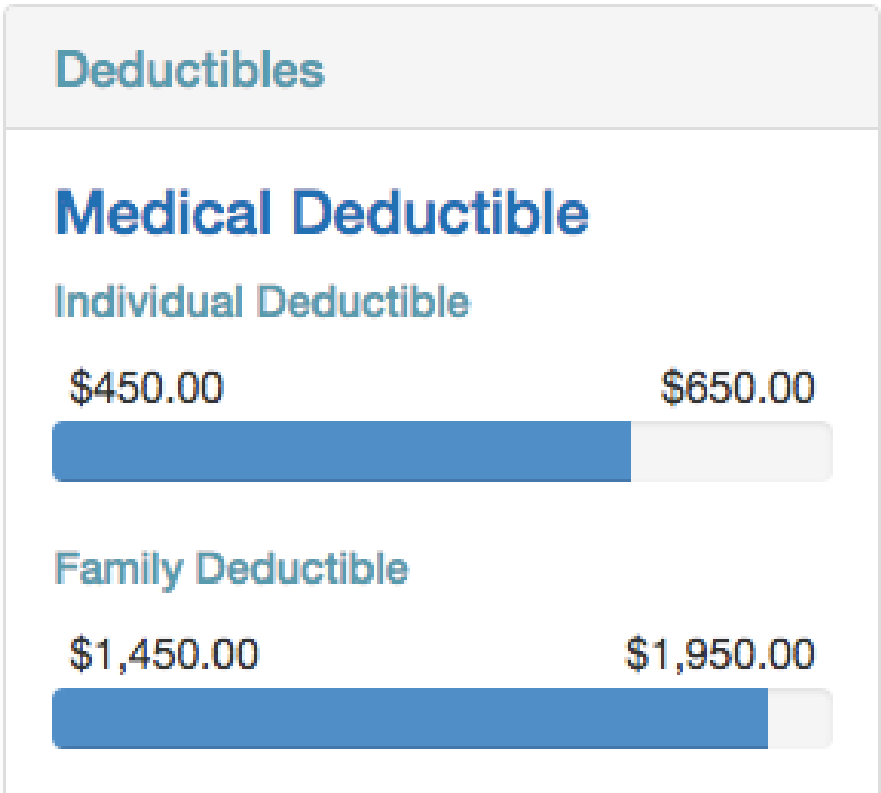 Deductibles
Medical Deductible
Individual Deductible
$450.00 $650.00
Family Deductible
$1,450.00 $1,950.00